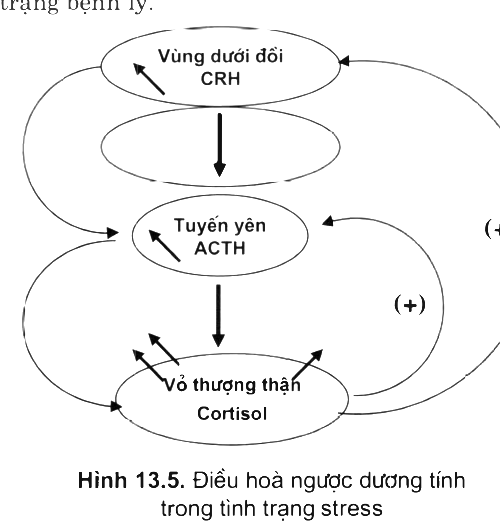 trạng bệnh lý.
Vùng dưới đồi
CRH
Tuyến yên
ACTH
(+)
Vỏ thượng thận
Cortisol
Hình 13.5. Điều hoà ngược dương tính
trong tình trạng stress